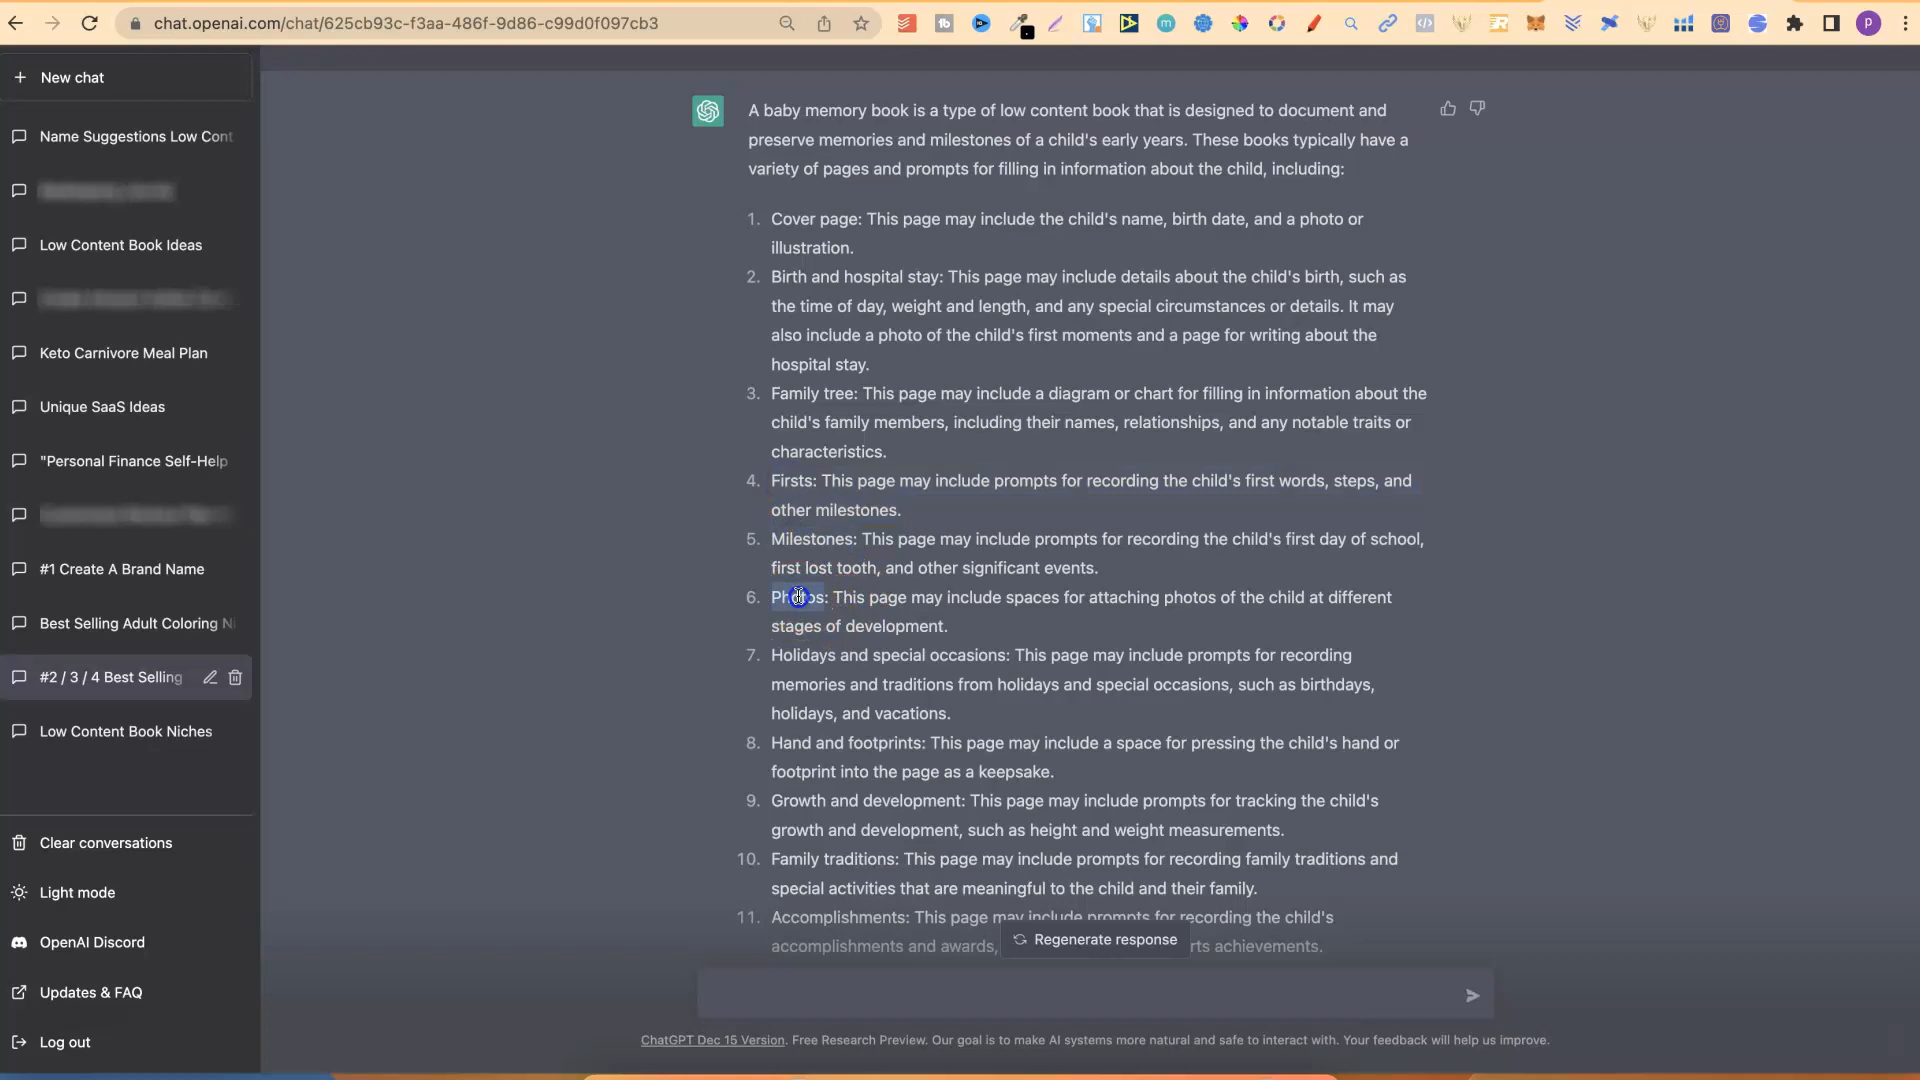 chat.openai.com/chat/625cb93c-f3aa-486f-9d86-c99d0f097cb3
P
New chat
Name Suggestions Low Cont
Low Content Book Ideas
Keto Carnivore Meal Plan
Unique SaaS Ideas
"Personal Finance Self-Help
#1 Create A Brand Name
Best Selling Adult Coloring Ni
#2 / 3 / 4 Best Selling
Low Content Book Niches
Clear conversations
Light mode
OpenAI Discord
Updates & FAQ
Log out
A baby memory book is a type of low content book that is designed to document and
preserve memories and milestones of a child's early years. These books typically have a
variety of pages and prompts for filling in information about the child, including:
1. Cover page: This page may include the child's name, birth date, and a photo or
illustration.
2. Birth and hospital stay: This page may include details about the child's birth, such as
the time of day, weight and length, and any special circumstances or details. It may
also include a photo of the child's first moments and a page for writing about the
hospital stay.
3. Family tree: This page may include a diagram or chart for filling in information about the
child's family members, including their names, relationships, and any notable traits or
characteristics.
4. Firsts: This page may include prompts for recording the child's first words, steps, and
other milestones.
5. Milestones: This page may include prompts for recording the child's first day of school,
first lost tooth, and other significant events.
6. Photos: This page may include spaces for attaching photos of the child at different
stages of development.
7. Holidays and special occasions: This page may include prompts for recording
memories and traditions from holidays and special occasions, such as birthdays,
holidays, and vacations.
8. Hand and footprints: This page may include a space for pressing the child's hand or
footprint into the page as a keepsake.
9. Growth and development: This page may include prompts for tracking the child's
growth and development, such as height and weight measurements.
10. Family traditions: This page may include prompts for recording family traditions and
special activities that are meaningful to the child and their family.
11. Accomplishments: This page may include prompts for recording the child's
accomplishments and awards, rts achievements.
Regenerate response
ChatGPT Dec 15 Version. Free Research Preview. Our goal is to make AI systems more natural and safe to interact with. Your feedback will help us improve.